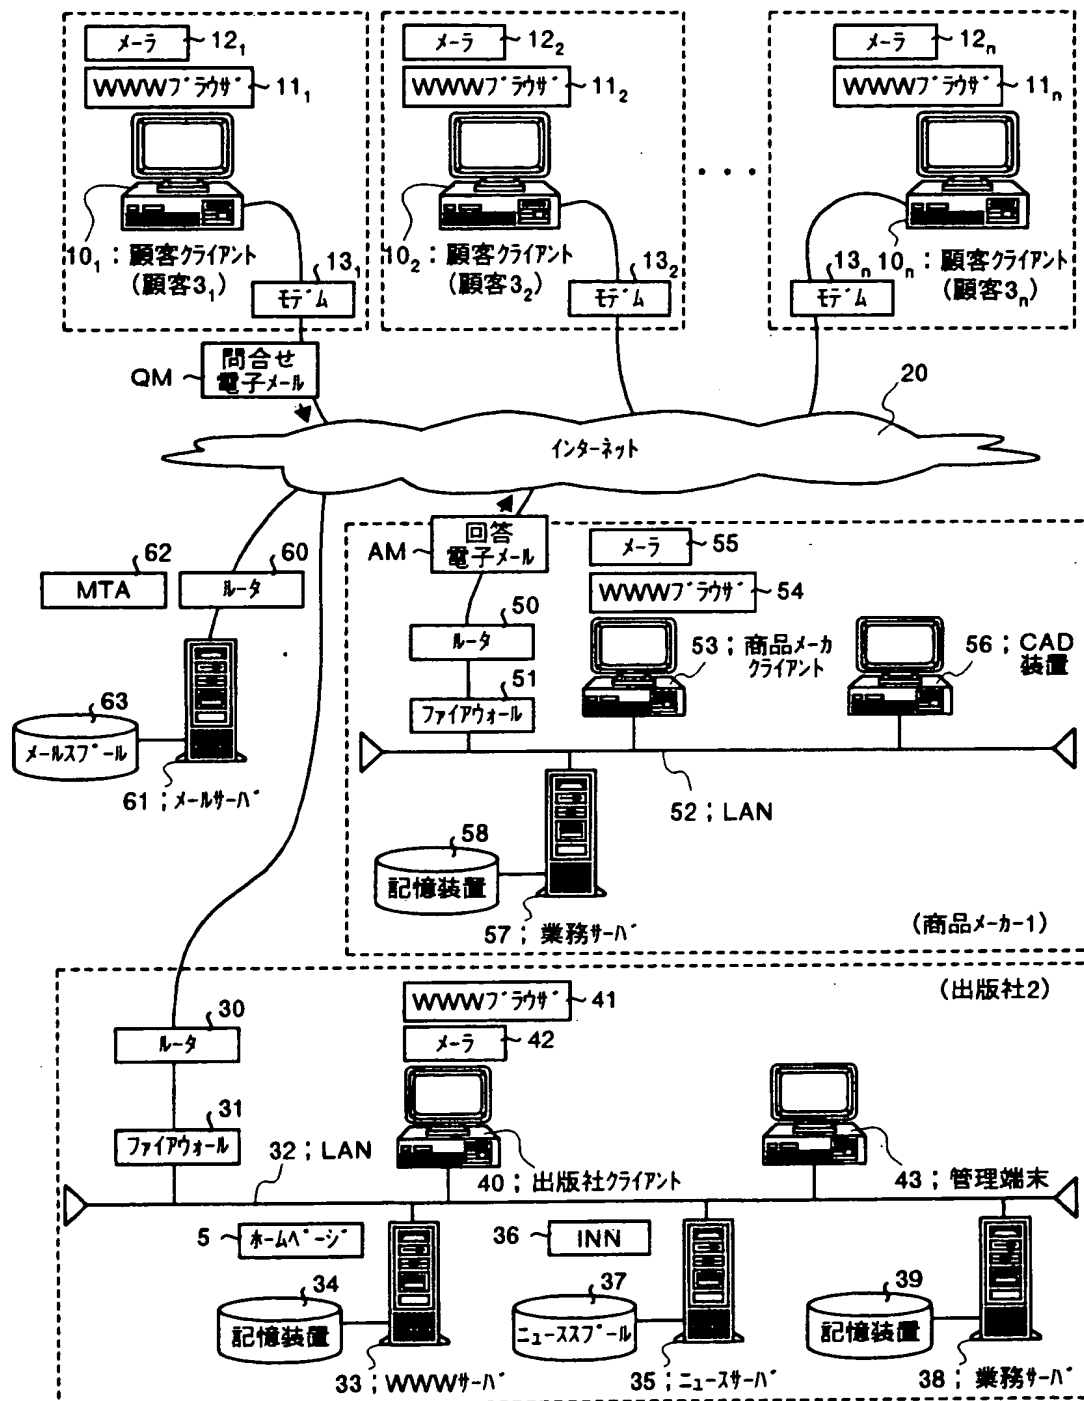 メーラ 12₁
WWWブラウザ 11₁
10₁：顧客クライアント
(顧客3₁)
13₁
モデム
メーラ 12₂
WWWブラウザ 11₂
10₂：顧客クライアント
(顧客3₂)
13₂
モデム
・・・
メーラ 12ₙ
WWWブラウザ 11ₙ
13ₙ
モデム
10ₙ：顧客クライアント
(顧客3ₙ)
QM 問合せ
電子メール
20
インターネット
AM 回答
電子メール
62
MTA
60
ルータ
63
メールスプール
61；メールサーバ
50
ルータ
51
ファイアウォール
メーラ 55
WWWブラウザ 54
53；商品メーカ
クライアント
56；CAD
装置
52；LAN
58
記憶装置
57；業務サーバ
(商品メーカー1)
(出版社2)
30
ルータ
31
ファイアウォール
WWWブラウザ 41
メーラ 42
32；LAN
40；出版社クライアント
43；管理端末
5 ホームページ
36 INN
34
記憶装置
37
ニューススプール
39
記憶装置
33；WWWサーバ
35；ニュースサーバ
38；業務サーバ